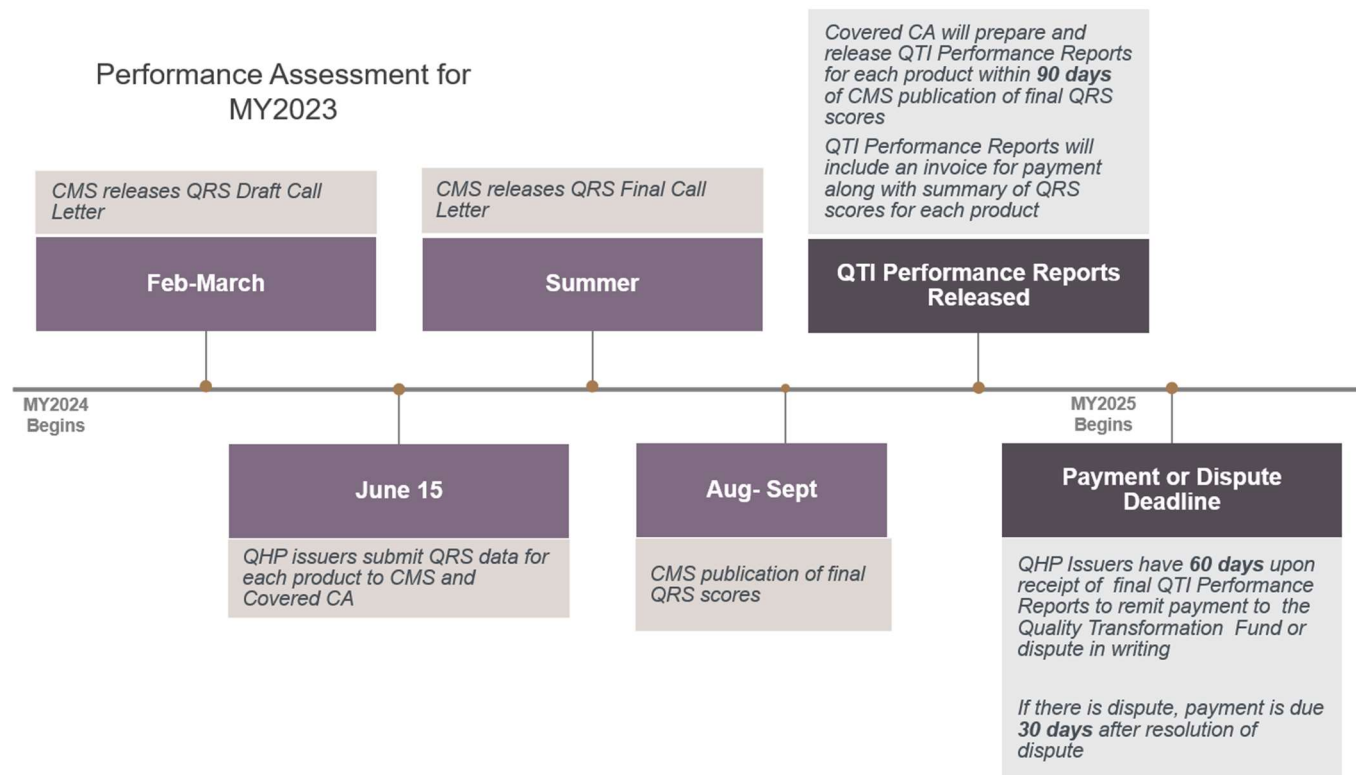 Performance Assessment for
MY2023
CMS releases QRS Draft Call
Letter
Feb-March
CMS releases QRS Final Call
Letter
Summer
Covered CA will prepare and
release QTI Performance Reports
for each product within 90 days
of CMS publication of final QRS
scores
QTI Performance Reports will
include an invoice for payment
along with summary of QRS
scores for each product
QTI Performance Reports
Released
MY2024
Begins
MY2025
Begins
June 15
QHP issuers submit QRS data for
each product to CMS and
Covered CA
Aug- Sept
CMS publication of final
QRS scores
Payment or Dispute
Deadline
QHP Issuers have 60 days upon
receipt of final QTI Performance
Reports to remit payment to the
Quality Transformation Fund or
dispute in writing
If there is dispute, payment is due
30 days after resolution of
dispute